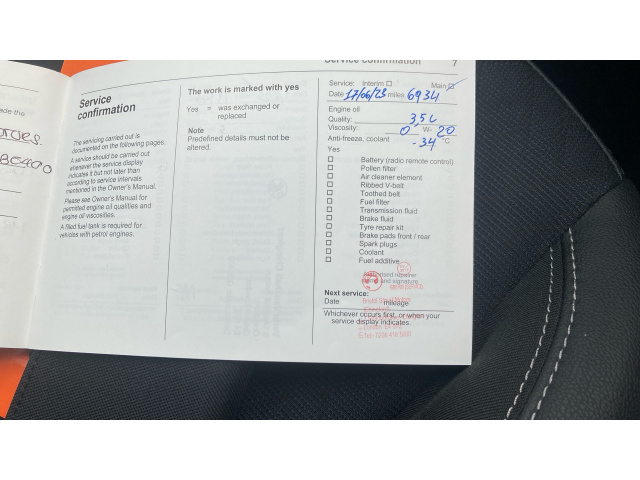 ede the
Service
confirmation
The servicing carried out is
documented on the following pages.
A service should be carried out
whenever the service display
indicates it but not later than
according to service intervals
mentioned in the Owner's Manual.
Please see Owner's Manual for
permitted engine oil qualities and
engine oil viscosities.
A filled fuel tank is required for
vehicles with petrol engines.
The work is marked with yes
Yes = was exchanged or
replaced
Note
Predefined details must not be
altered.
Service confirmation 7
Service: Interim Main
Date 17/06/23 miles 6934
Engine oil
Quality: 3,5L
Viscosity: 0 W- 20
Anti-freeze, coolant -34 °C
Yes
Battery (radio remote control)
Pollen filter
Air cleaner element
Ribbed V-belt
Toothed belt
Fuel filter
Transmission fluid
Brake fluid
Tyre repair kit
Brake pads front / rear
Spark plugs
Coolant
Fuel additive
Authorised repairer
stamp and signature
Next service:
Date mileage
Whichever occurs first, or when your
service display indicates.